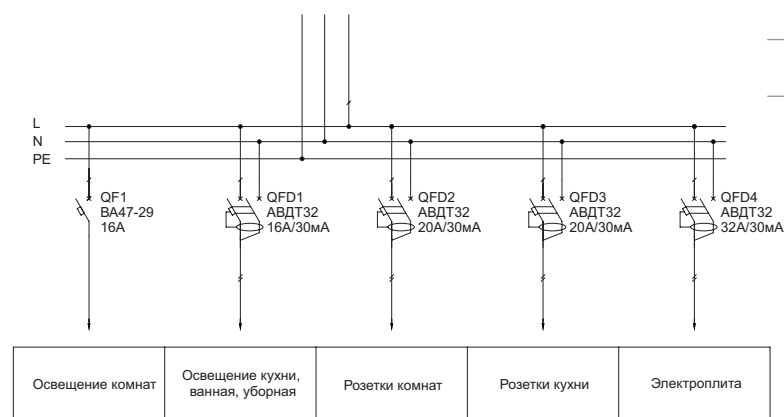 L
N
PE
QF1
ВА47-29
16А
QFD1
АВДТ32
16А/30мА
QFD2
АВДТ32
20А/30мА
QFD3
АВДТ32
20А/30мА
QFD4
АВДТ32
32А/30мА
Освещение комнат
Освещение кухни,
ванная, уборная
Розетки комнат
Розетки кухни
Электроплита